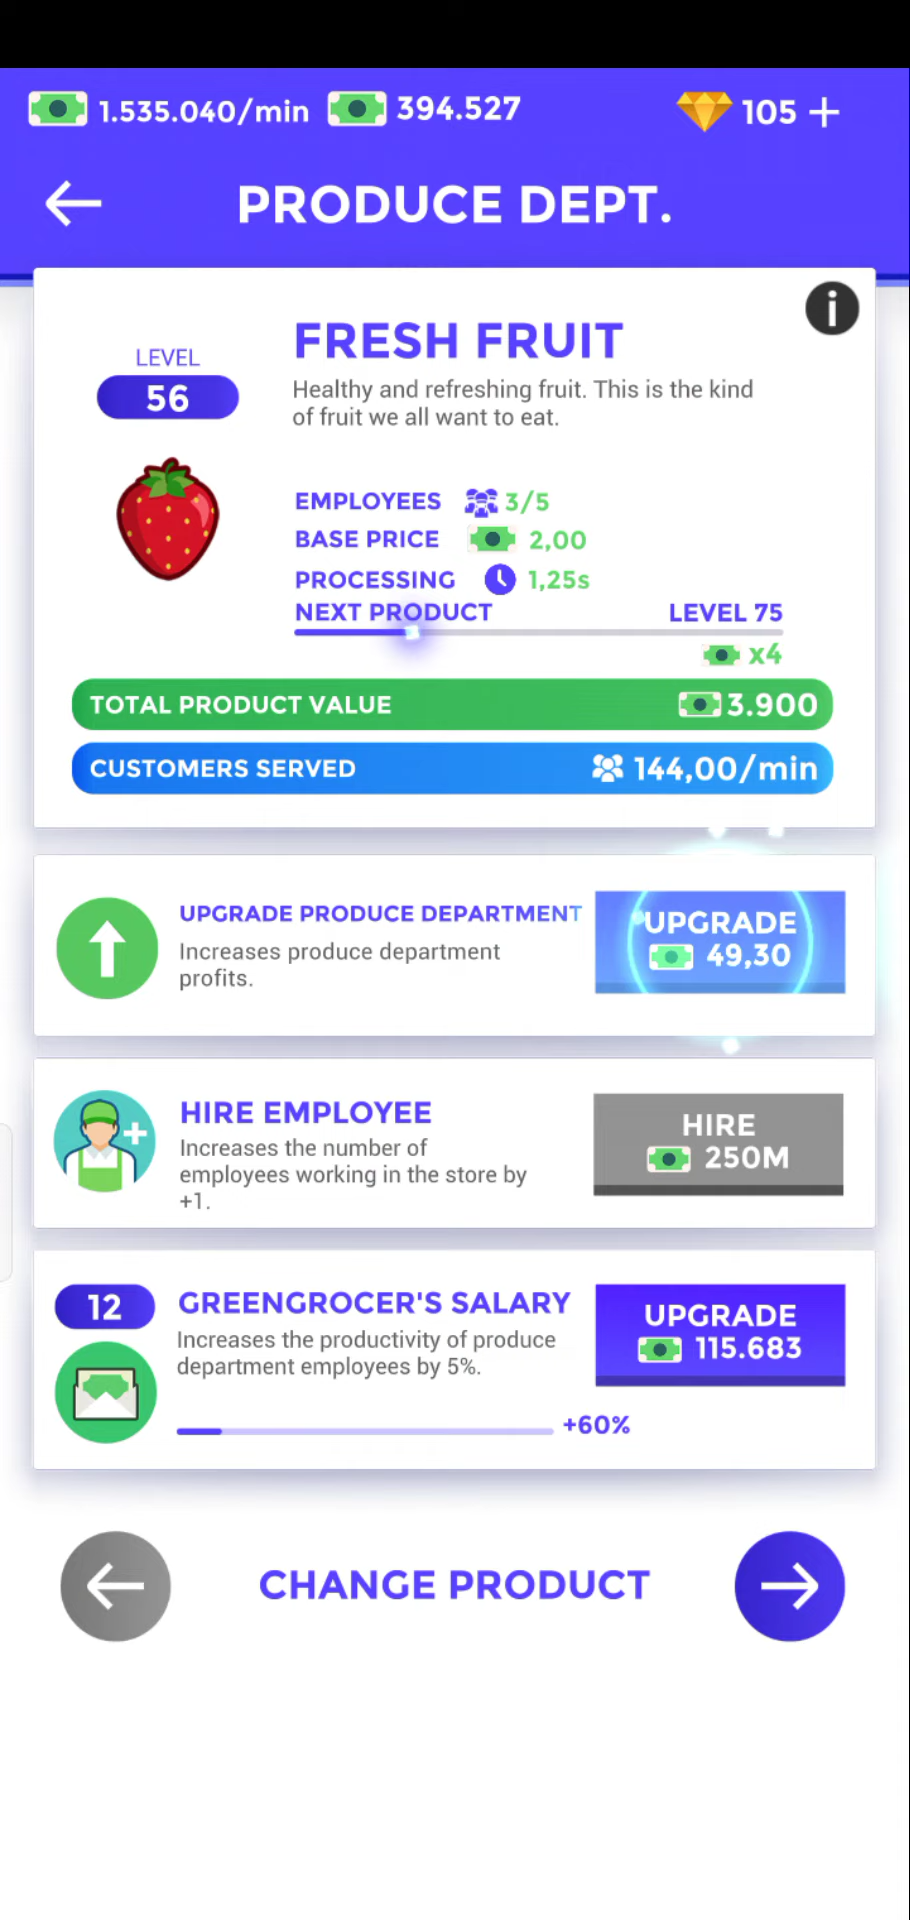 1.535.040/min 394.527 105 +
PRODUCE DEPT.
FRESH FRUIT
LEVEL
56
Healthy and refreshing fruit. This is the kind
of fruit we all want to eat.
EMPLOYEES 3/5
BASE PRICE 2,00
PROCESSING 1,25s
NEXT PRODUCT LEVEL 75
x4
TOTAL PRODUCT VALUE 3.900
CUSTOMERS SERVED 144,00/min
UPGRADE PRODUCE DEPARTMENT
Increases produce department
profits.
UPGRADE
49,30
HIRE EMPLOYEE
Increases the number of
employees working in the store by
+1.
HIRE
250M
12
GREENGROCER'S SALARY
Increases the productivity of produce
department employees by 5%.
+60%
UPGRADE
115.683
CHANGE PRODUCT